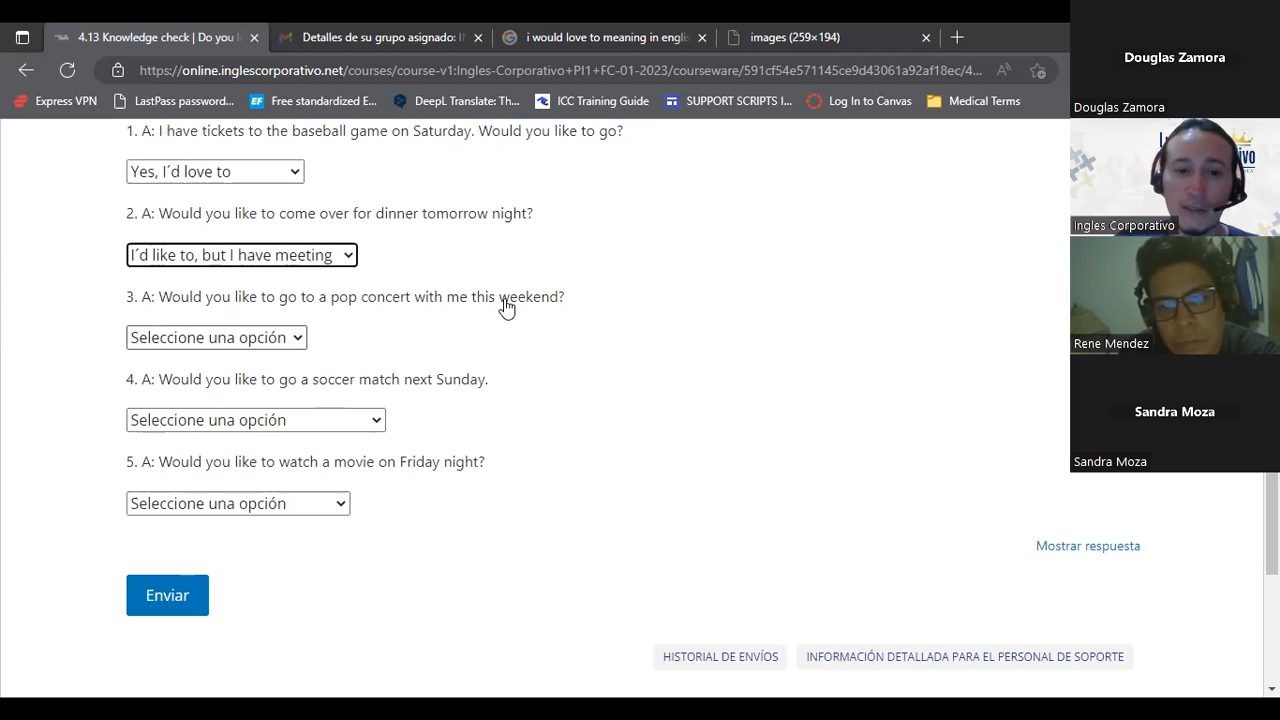 4.13 Knowledge check | Do you l
Detalles de su grupo asignado: IN
i would love to meaning in engli
images (259×194)
https://online.inglescorporativo.net/courses/course-v1:Ingles-Corporativo+PI1+FC-01-2023/courseware/591cf54e571145ce9d43061a92af18ec/4...
Express VPN
LastPass password...
EF
Free standardized E...
DeepL Translate: Th...
ICC Training Guide
SUPPORT SCRIPTS I...
Log In to Canvas
Medical Terms
1. A: I have tickets to the baseball game on Saturday. Would you like to go?
Yes, I´d love to
2. A: Would you like to come over for dinner tomorrow night?
I´d like to, but I have meeting
3. A: Would you like to go to a pop concert with me this weekend?
Seleccione una opción
4. A: Would you like to go a soccer match next Sunday.
Seleccione una opción
5. A: Would you like to watch a movie on Friday night?
Seleccione una opción
Mostrar respuesta
Enviar
HISTORIAL DE ENVÍOS
INFORMACIÓN DETALLADA PARA EL PERSONAL DE SOPORTE
Douglas Zamora
Douglas Zamora
Ingles Corporativo
Rene Mendez
Sandra Moza
Sandra Moza